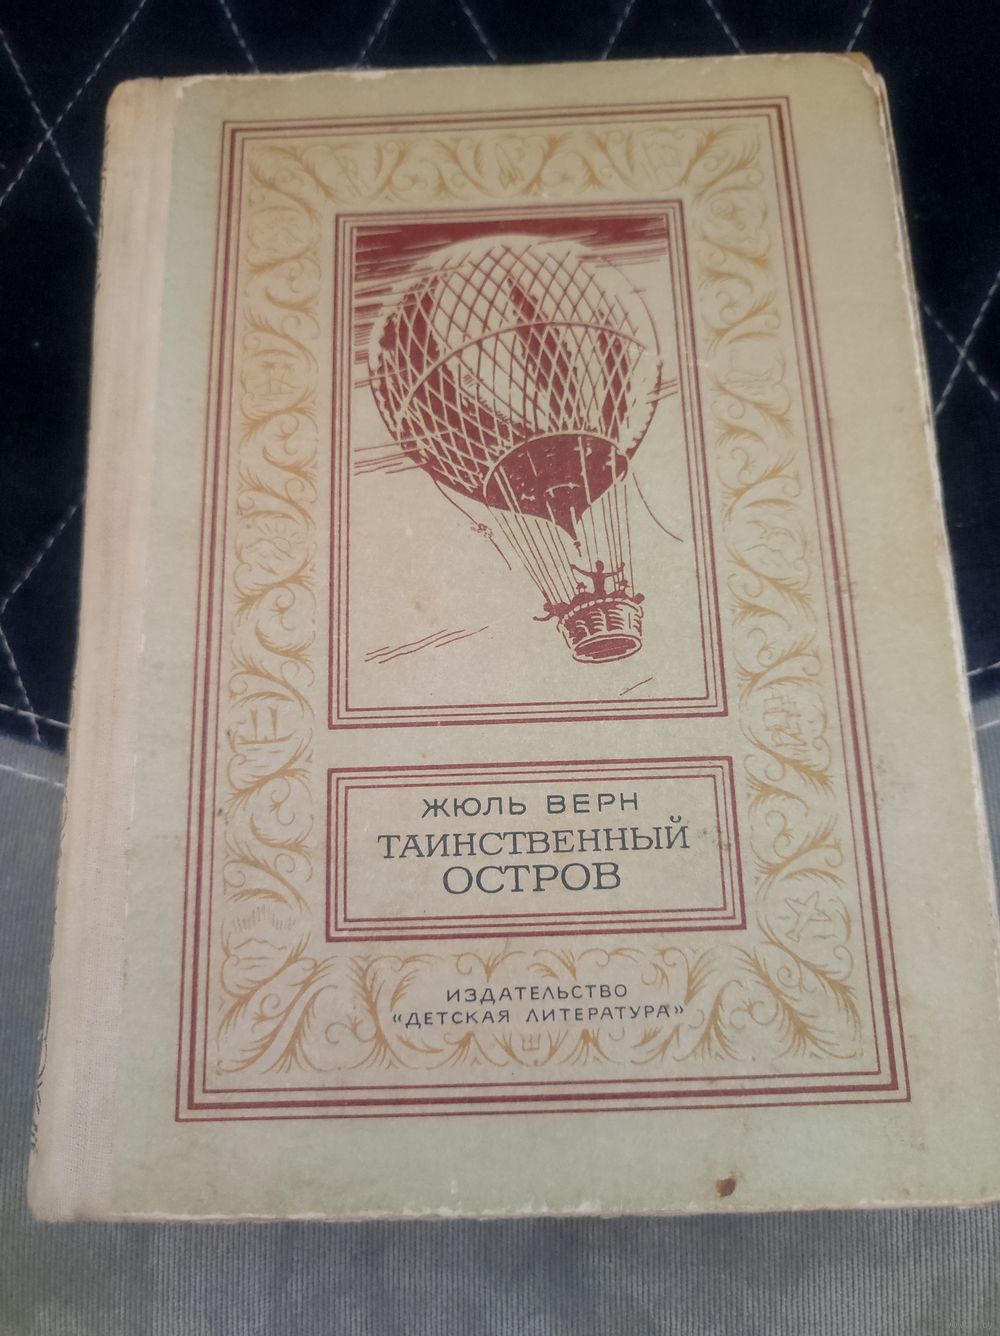 ЖЮЛЬ ВЕРН
ТАИНСТВЕННЫЙ
ОСТРОВ
ИЗДАТЕЛЬСТВО
«ДЕТСКАЯ ЛИТЕРАТУРА»